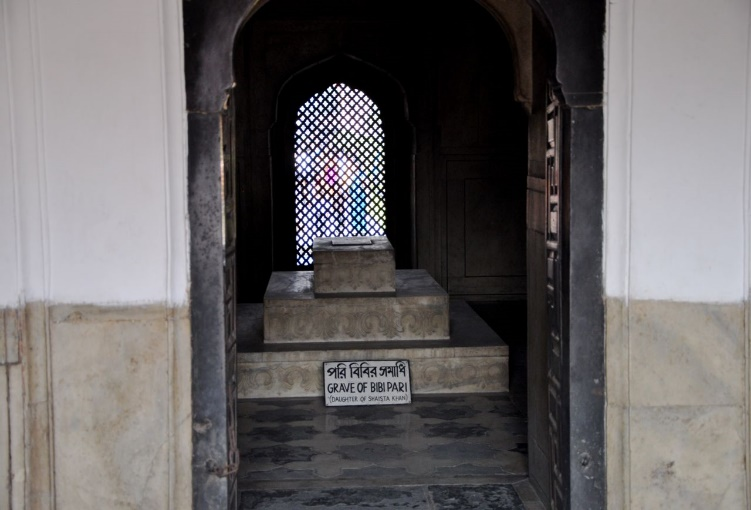 পরি বিবির সমাধি
GRAVE OF BIBI PARI
(DAUGHTER OF SHAISTA KHAN)